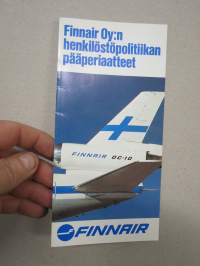 Finnair Oy:n
henkilöstöpolitiikan
pääperiaatteet
FINNAIR DC-10
FINNAIR